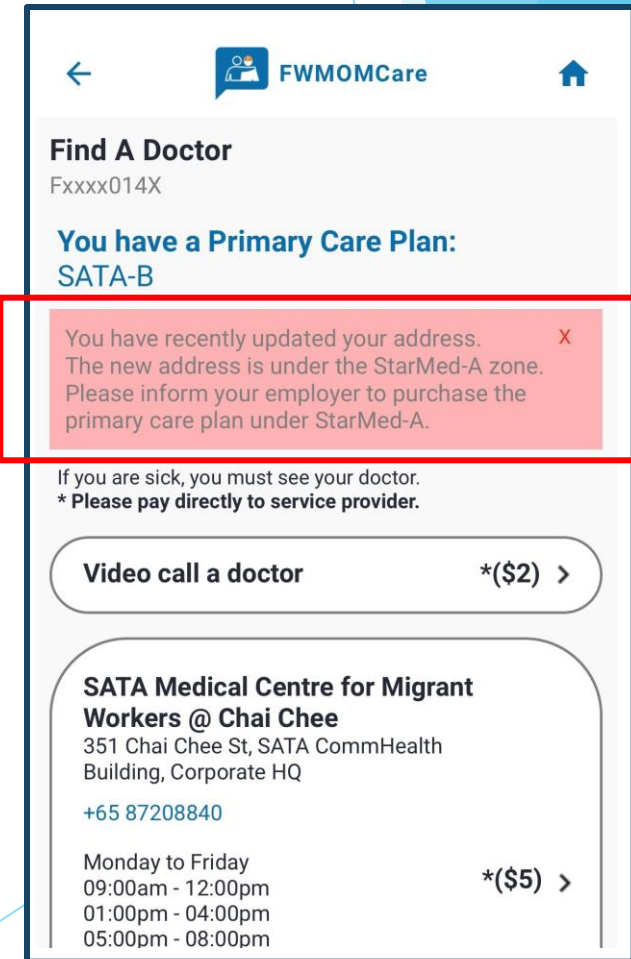 FWMOMCare
Find A Doctor
Fxxxx014X
You have a Primary Care Plan:
SATA-B
You have recently updated your address. X
The new address is under the StarMed-A zone.
Please inform your employer to purchase the
primary care plan under StarMed-A.
If you are sick, you must see your doctor.
* Please pay directly to service provider.
Video call a doctor *($2) >
SATA Medical Centre for Migrant
Workers @ Chai Chee
351 Chai Chee St, SATA CommHealth
Building, Corporate HQ
+65 87208840
Monday to Friday
09:00am - 12:00pm *($5) >
01:00pm - 04:00pm
05:00pm - 08:00pm